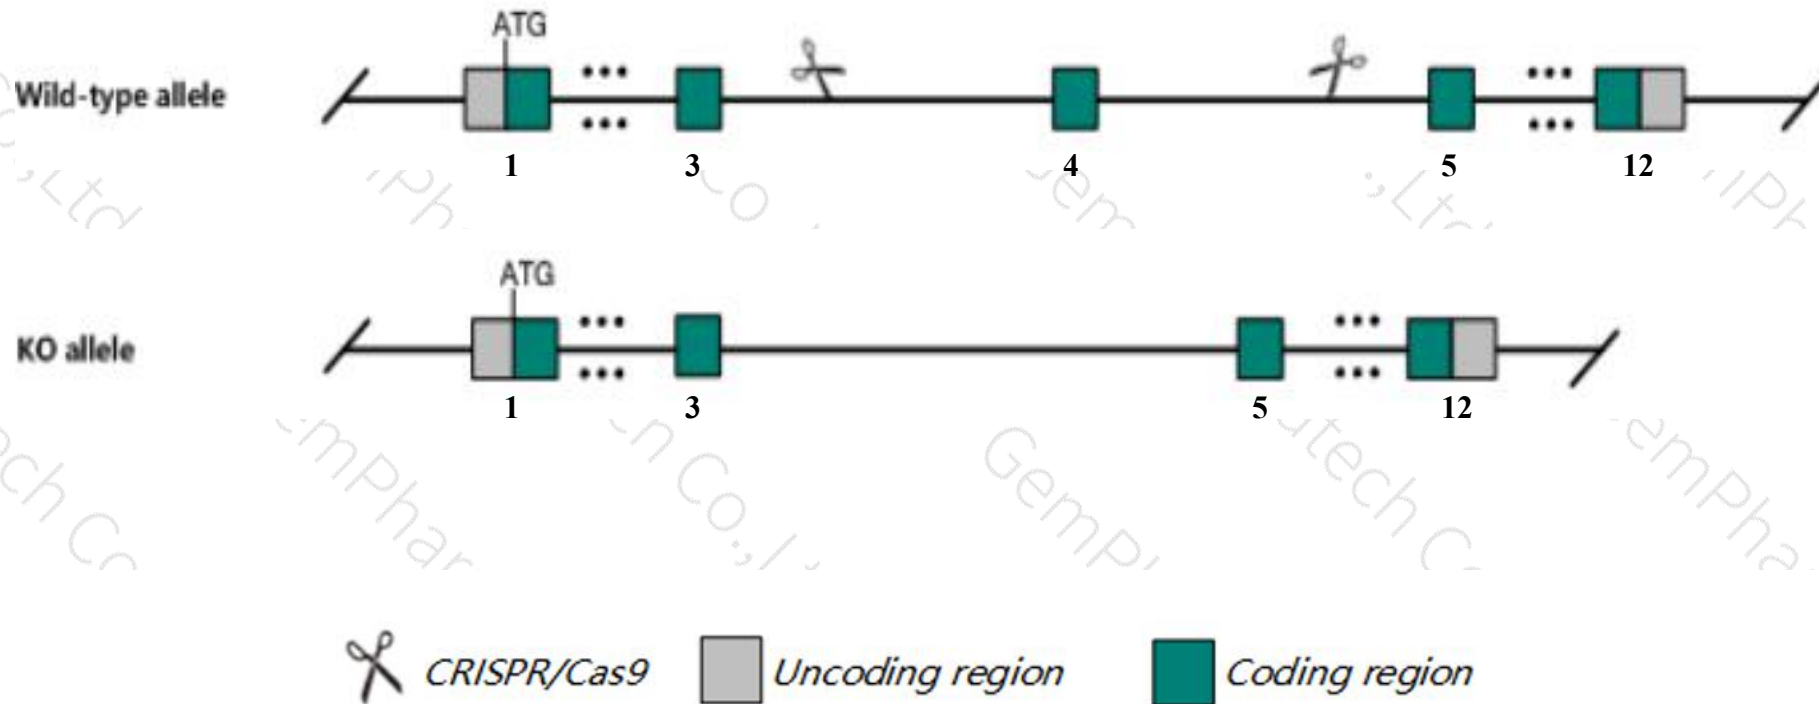 ATG
Wild-type allele
1 3 4 5 12
ATG
KO allele
1 3 5 12
CRISPR/Cas9 Uncoding region Coding region
GemP